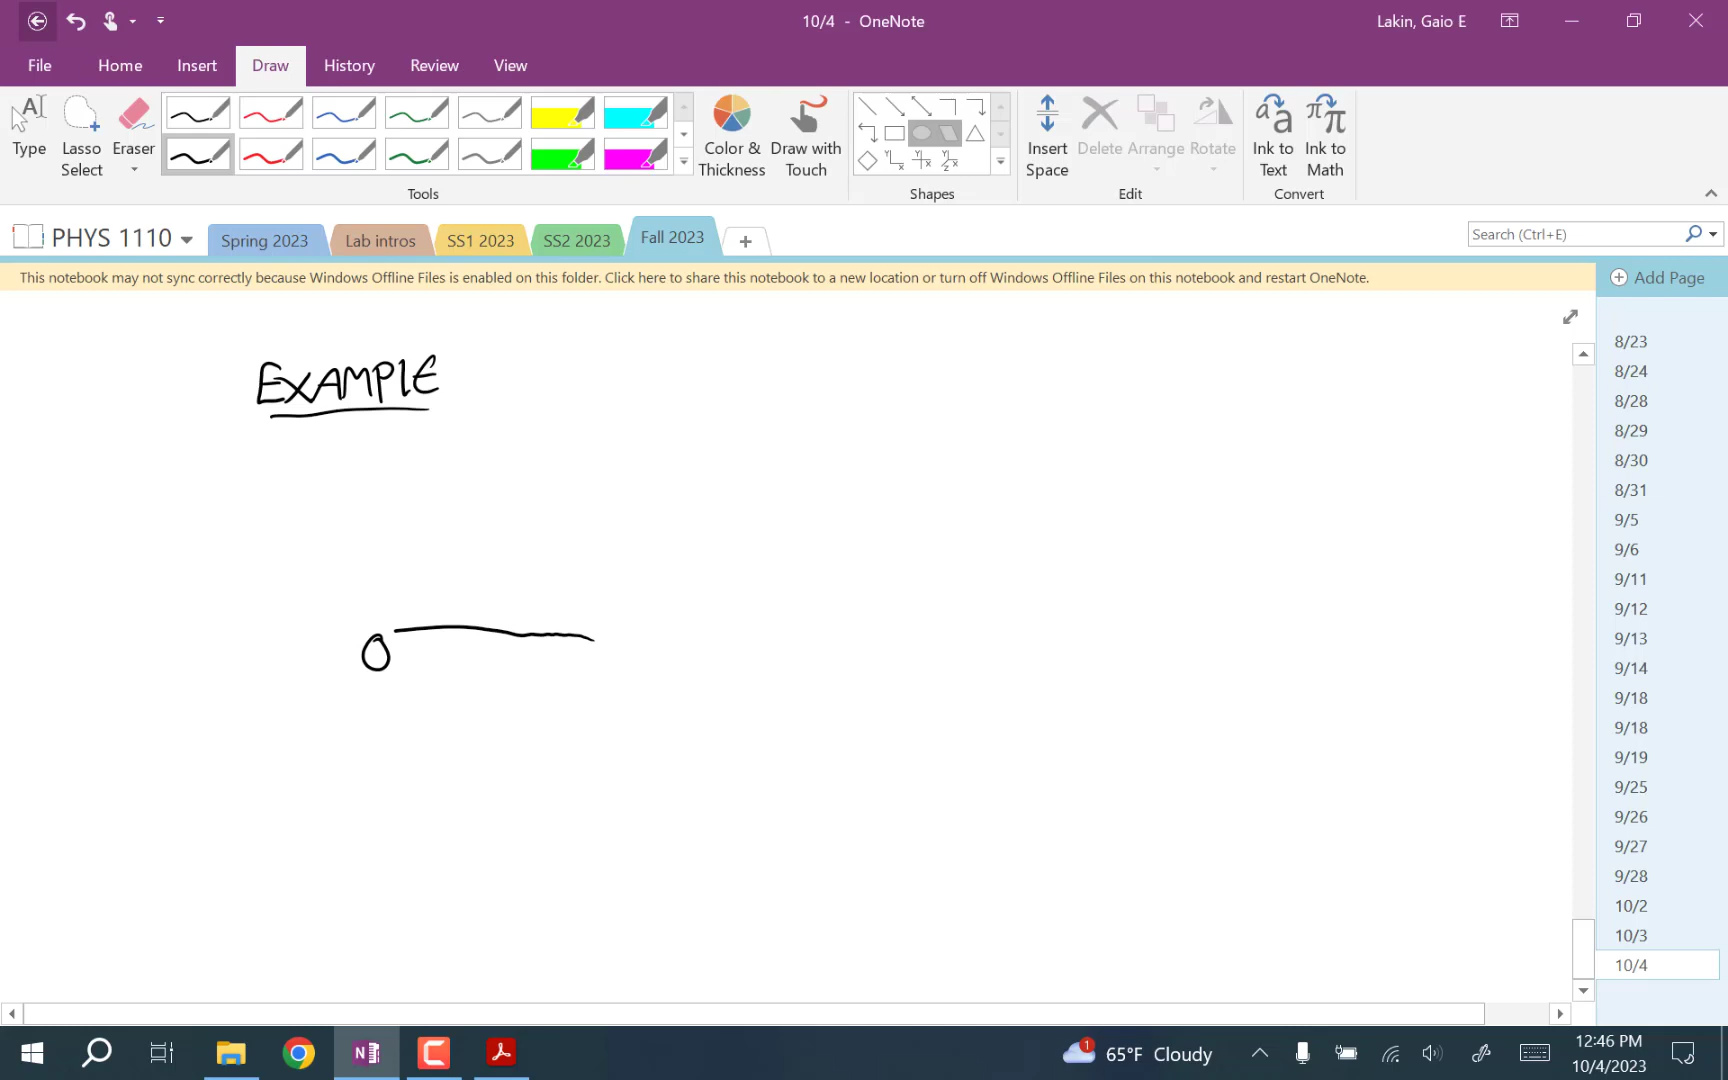 10/4 - OneNote
Lakin, Gaio E
File Home Insert Draw History Review View
Type
Lasso Select
Eraser
Color & Thickness
Draw with Touch
Insert Space
Delete
Arrange
Rotate
Ink to Text
Ink to Math
Tools
Shapes
Edit
Convert
PHYS 1110
Spring 2023
Lab intros
SS1 2023
SS2 2023
Fall 2023
Search (Ctrl+E)
This notebook may not sync correctly because Windows Offline Files is enabled on this folder. Click here to share this notebook to a new location or turn off Windows Offline Files on this notebook and restart OneNote.
Add Page
EXAMPLE
8/23
8/24
8/28
8/29
8/30
8/31
9/5
9/6
9/11
9/12
9/13
9/14
9/18
9/18
9/19
9/25
9/26
9/27
9/28
10/2
10/3
10/4
1
65°F Cloudy
12:46 PM
10/4/2023